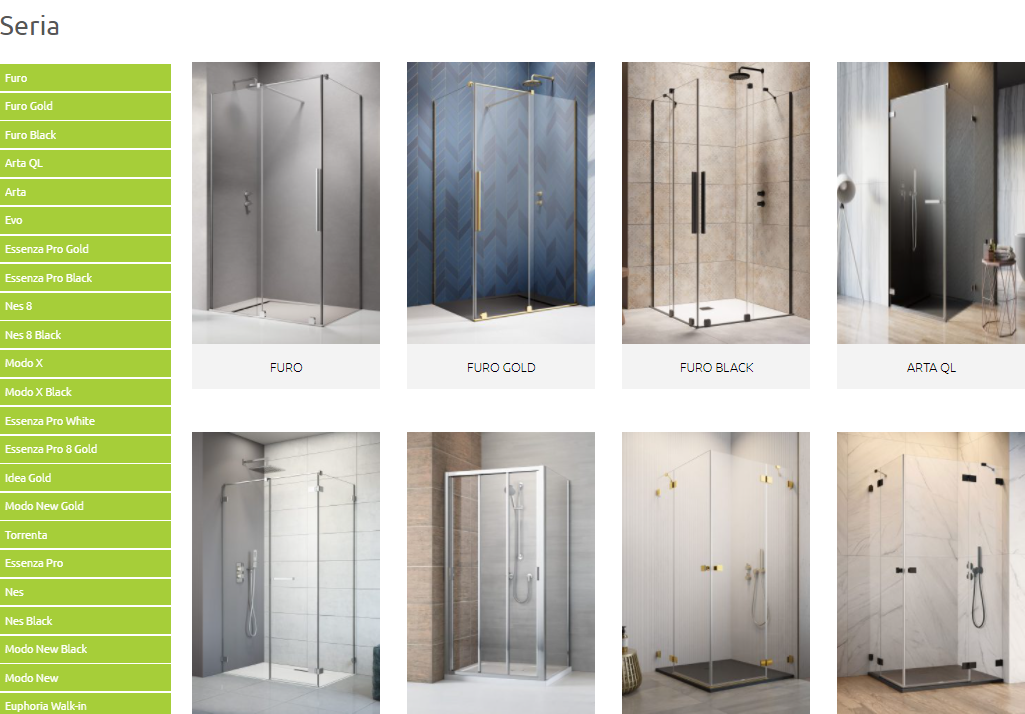 Seria
Furo
Furo Gold
Furo Black
Arta QL
Arta
Evo
Essenza Pro Gold
Essenza Pro Black
Nes 8
Nes 8 Black
Modo X
Modo X Black
Essenza Pro White
Essenza Pro 8 Gold
Idea Gold
Modo New Gold
Torrenta
Essenza Pro
Nes
Nes Black
Modo New Black
Modo New
Euphoria Walk-in
FURO
FURO GOLD
FURO BLACK
ARTA QL